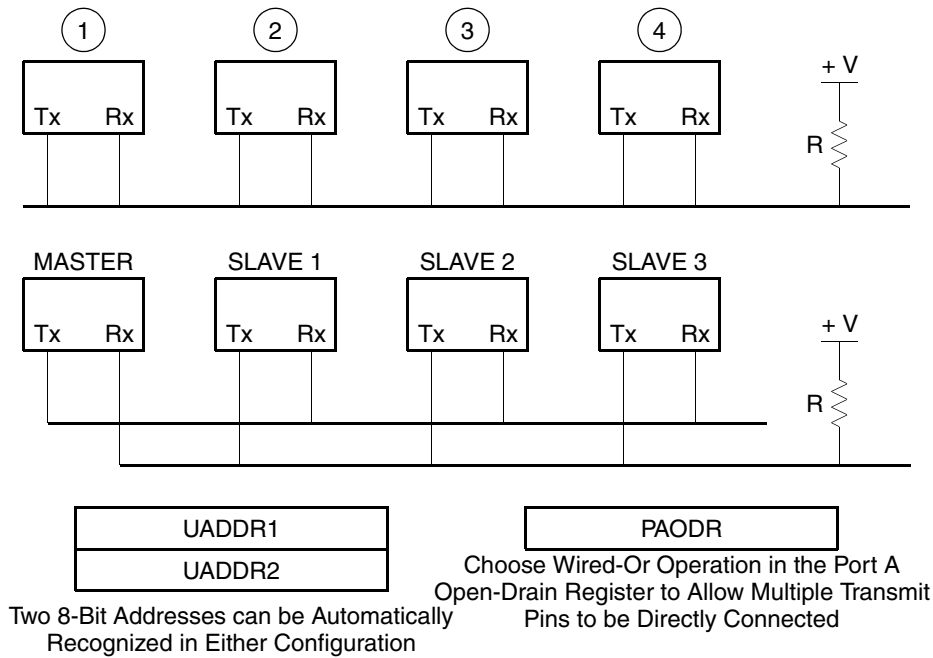 1 2 3 4
+ V
Tx Rx Tx Rx Tx Rx Tx Rx
R
MASTER SLAVE 1 SLAVE 2 SLAVE 3
+ V
Tx Rx Tx Rx Tx Rx Tx Rx
R
UADDR1
UADDR2
Two 8-Bit Addresses can be Automatically
Recognized in Either Configuration
PAODR
Choose Wired-Or Operation in the Port A
Open-Drain Register to Allow Multiple Transmit
Pins to be Directly Connected